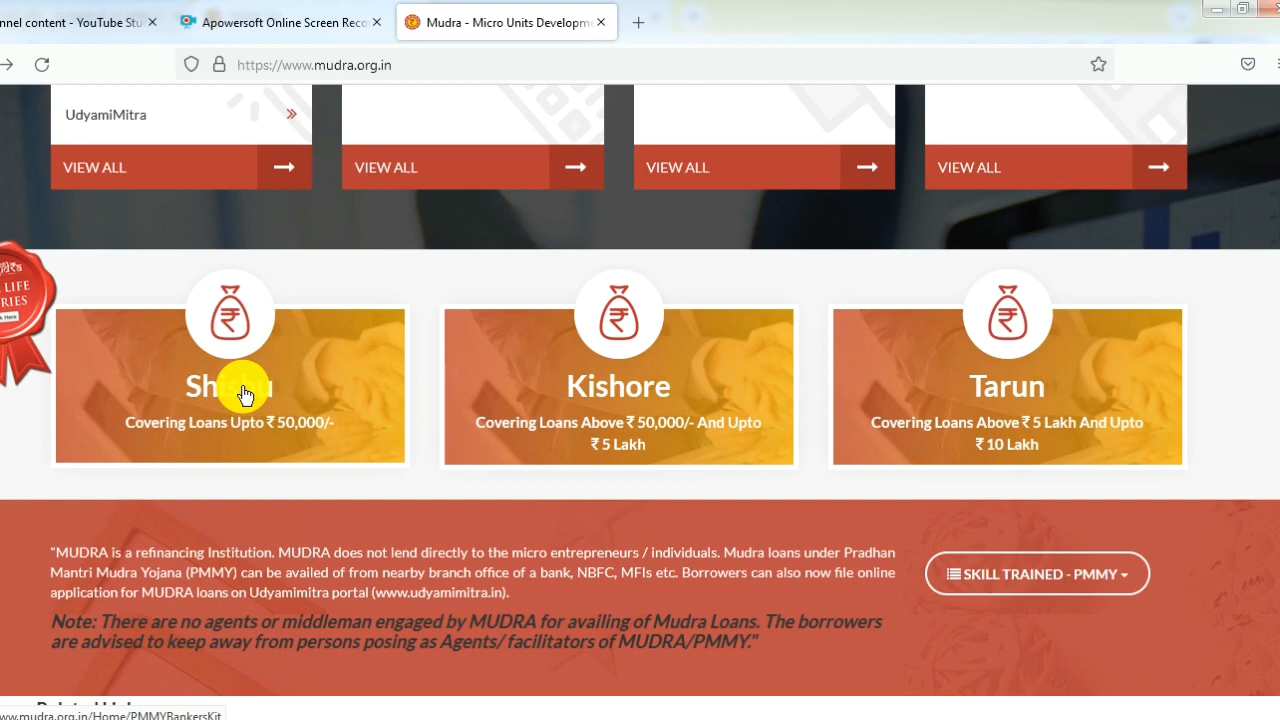 nnel content - YouTube Stu
Apowersoft Online Screen Reco
Mudra - Micro Units Developme
https://www.mudra.org.in
UdyamiMitra
VIEW ALL
VIEW ALL
VIEW ALL
VIEW ALL
LIFE
RIES
k Here
Shishu
Covering Loans Upto ₹ 50,000/-
Kishore
Covering Loans Above ₹ 50,000/- And Upto
₹ 5 Lakh
Tarun
Covering Loans Above ₹ 5 Lakh And Upto
₹ 10 Lakh
"MUDRA is a refinancing Institution. MUDRA does not lend directly to the micro entrepreneurs / individuals. Mudra loans under Pradhan
Mantri Mudra Yojana (PMMY) can be availed of from nearby branch office of a bank, NBFC, MFIs etc. Borrowers can also now file online
application for MUDRA loans on Udyamimitra portal (www.udyamimitra.in).
Note: There are no agents or middleman engaged by MUDRA for availing of Mudra Loans. The borrowers
are advised to keep away from persons posing as Agents/ facilitators of MUDRA/PMMY."
SKILL TRAINED - PMMY
ww.mudra.org.in/Home/PMMYBankersKit